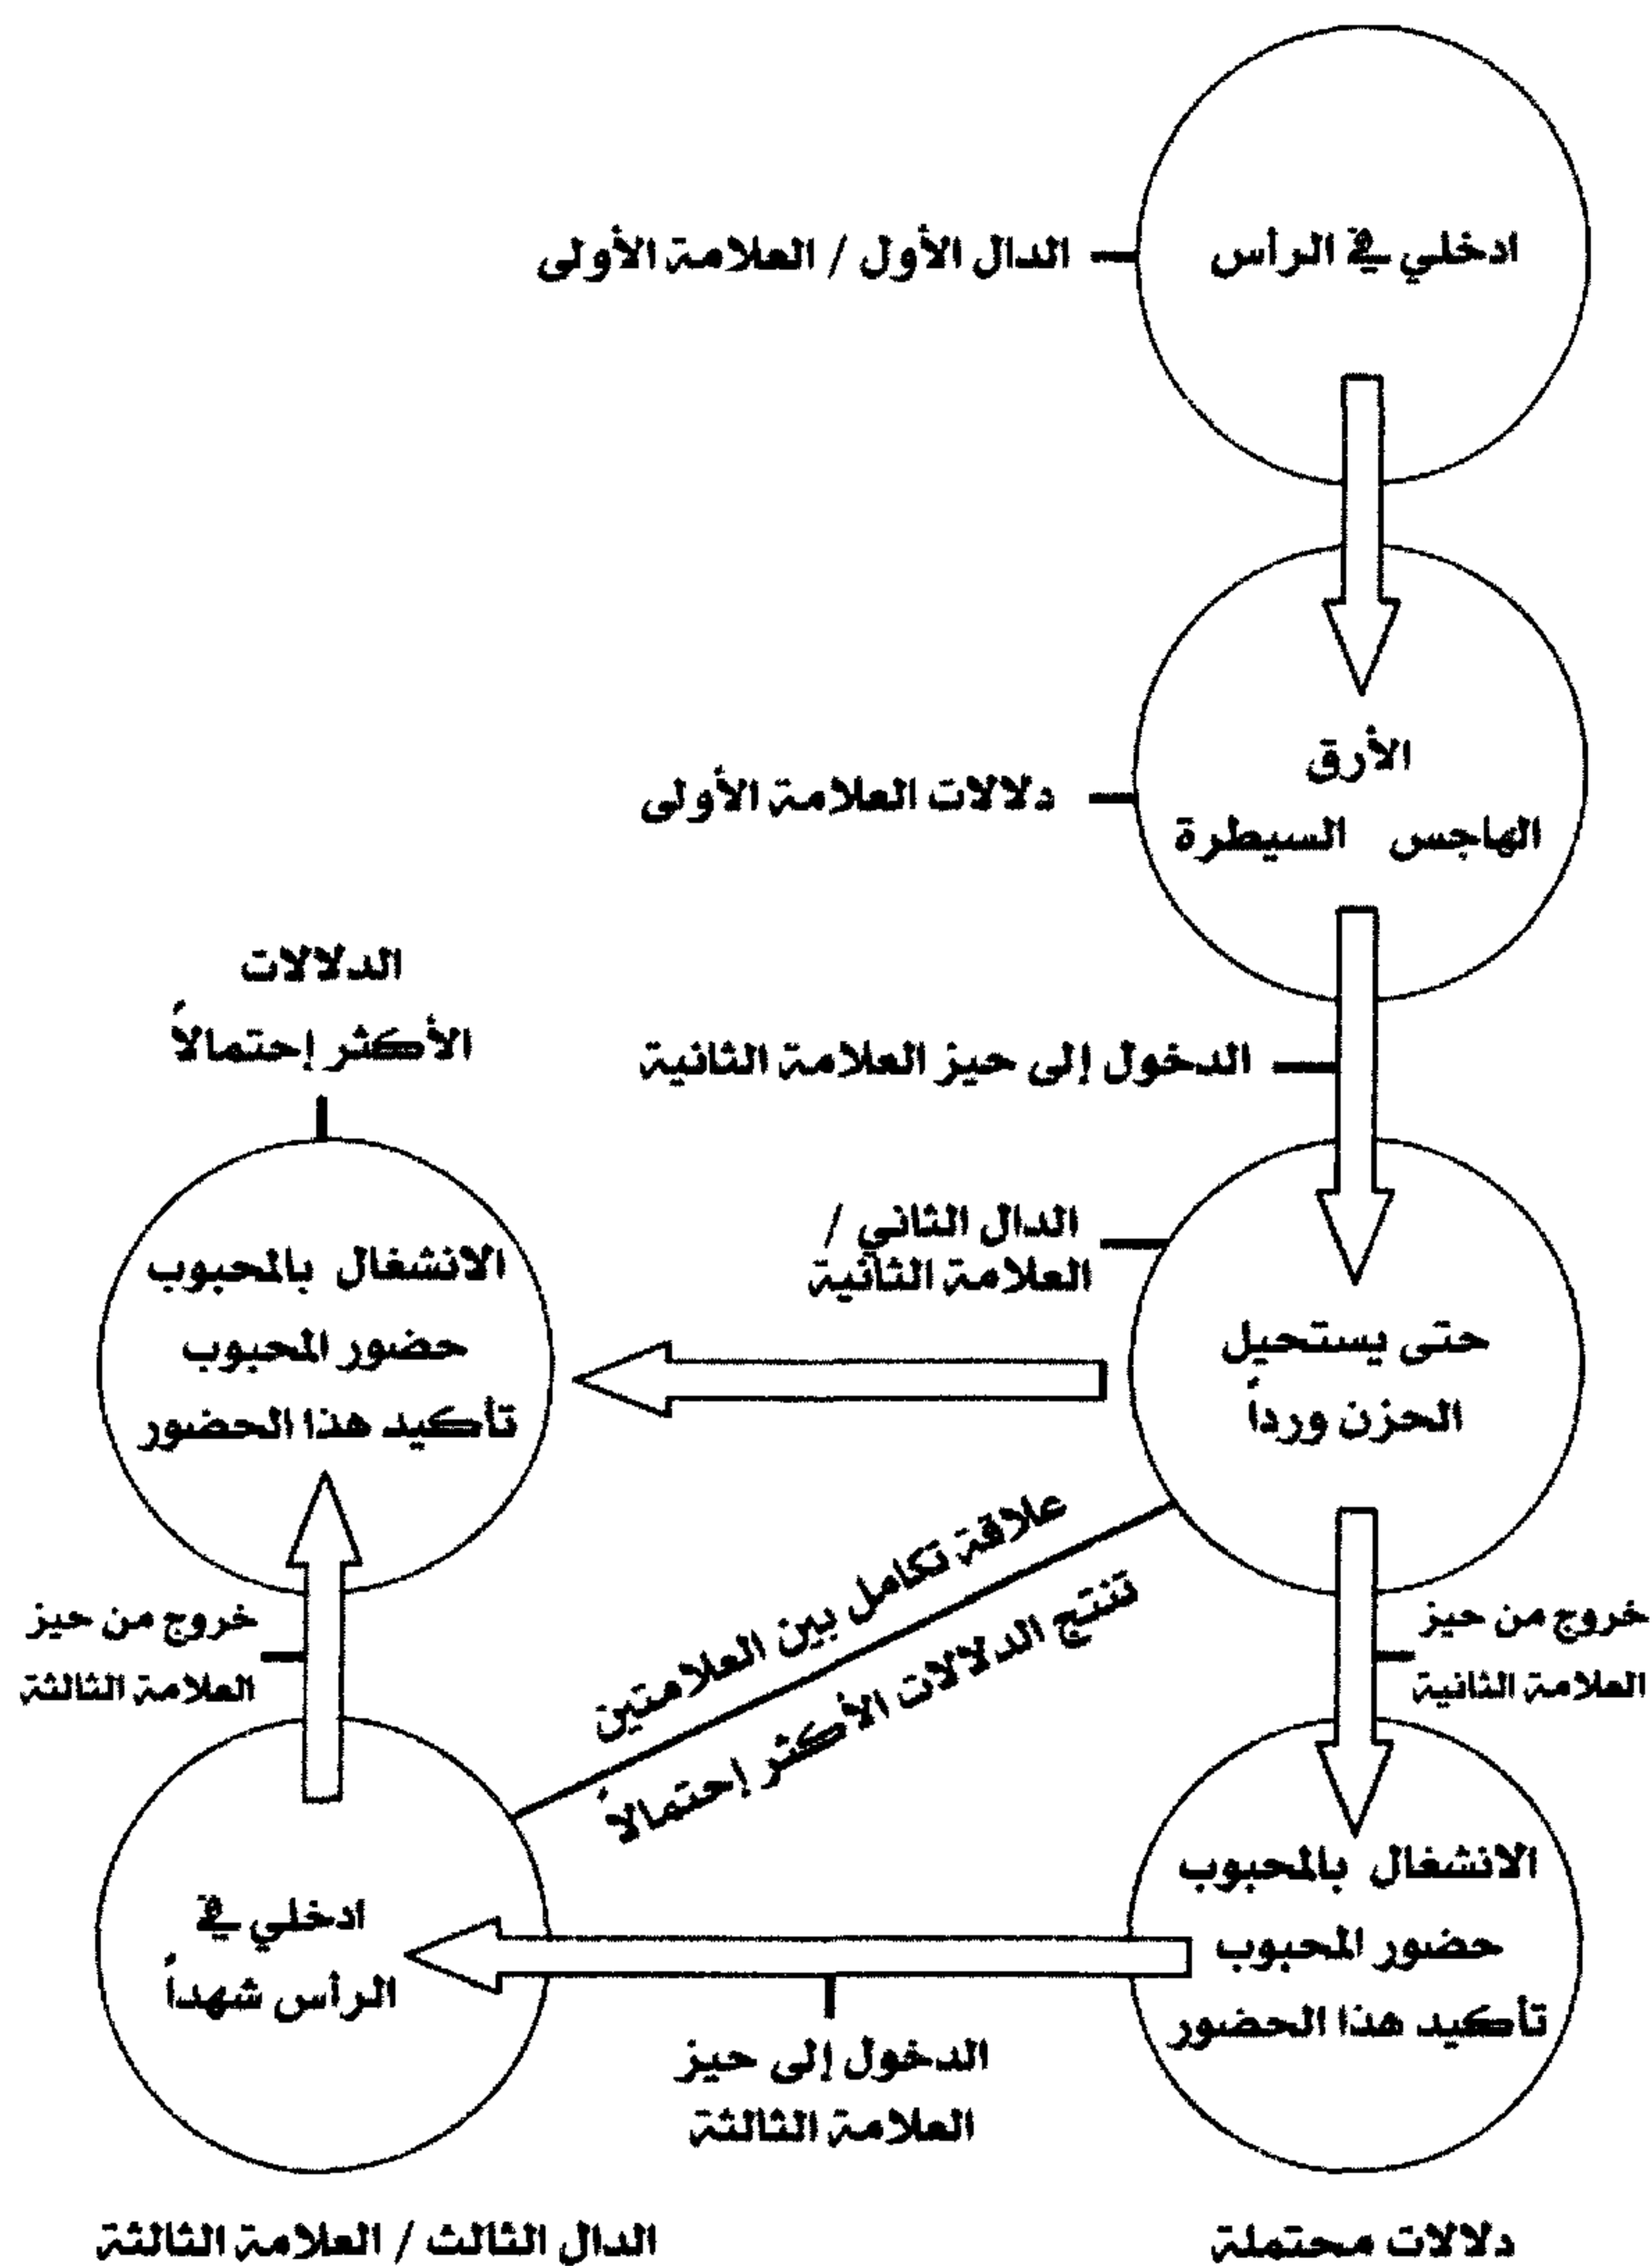 ادخلي في الرأس
الدال الأول / العلامة الأولى
الأرق
الهاجس السيطرة
دلالات العلامة الأولى
الدخول إلى حيز العلامة الثانية
الدلالات
الأكثر إحتمالاً
الدال الثاني /
العلامة الثانية
حتى يستحيل
الحزن ورداً
الانشغال بالمحبوب
حضور المحبوب
تأكيد هذا الحضور
علاقة تكامل بين العلامتين
تنتج الدلالات الأكثر إحتمالاً
خروج من حيز
العلامة الثانية
خروج من حيز
العلامة الثالثة
الانشغال بالمحبوب
حضور المحبوب
تأكيد هذا الحضور
ادخلي في
الرأس شهداً
الدخول إلى حيز
العلامة الثالثة
دلالات محتملة
الدال الثالث / العلامة الثالثة